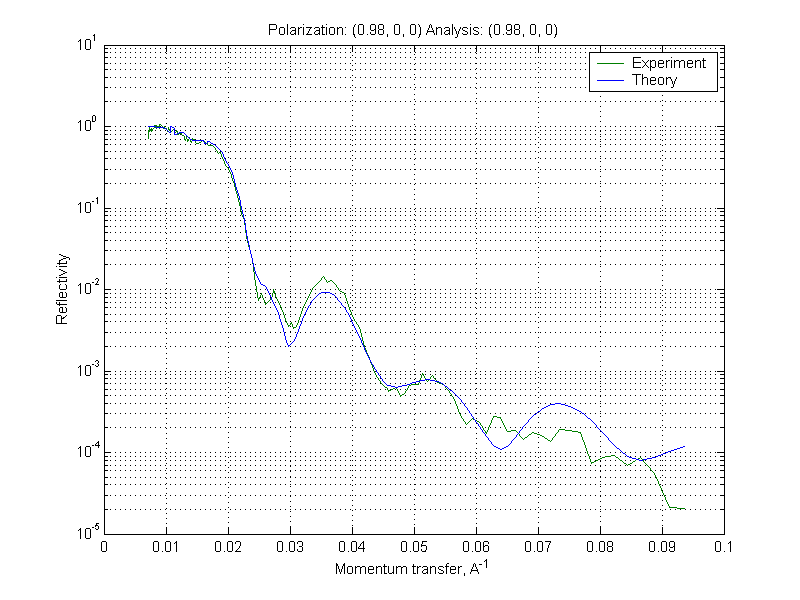 Polarization: (0.98, 0, 0) Analysis: (0.98, 0, 0)
10^1
10^0
10^-1
10^-2
10^-3
10^-4
10^-5
Experiment
Theory
Reflectivity
0 0.01 0.02 0.03 0.04 0.05 0.06 0.07 0.08 0.09 0.1
Momentum transfer, A^-1